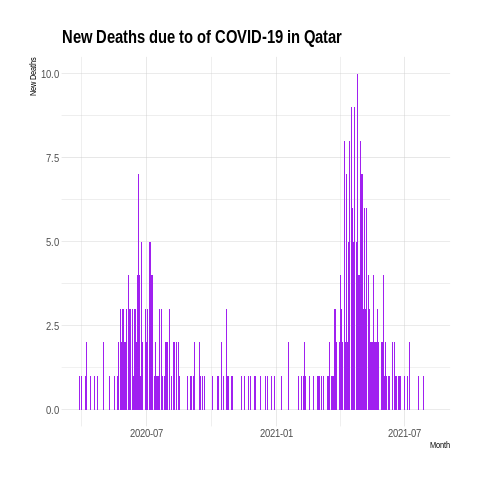 New Deaths due to of COVID-19 in Qatar
New Deaths
10.0
7.5
5.0
2.5
0.0
2020-07
2021-01
2021-07
Month